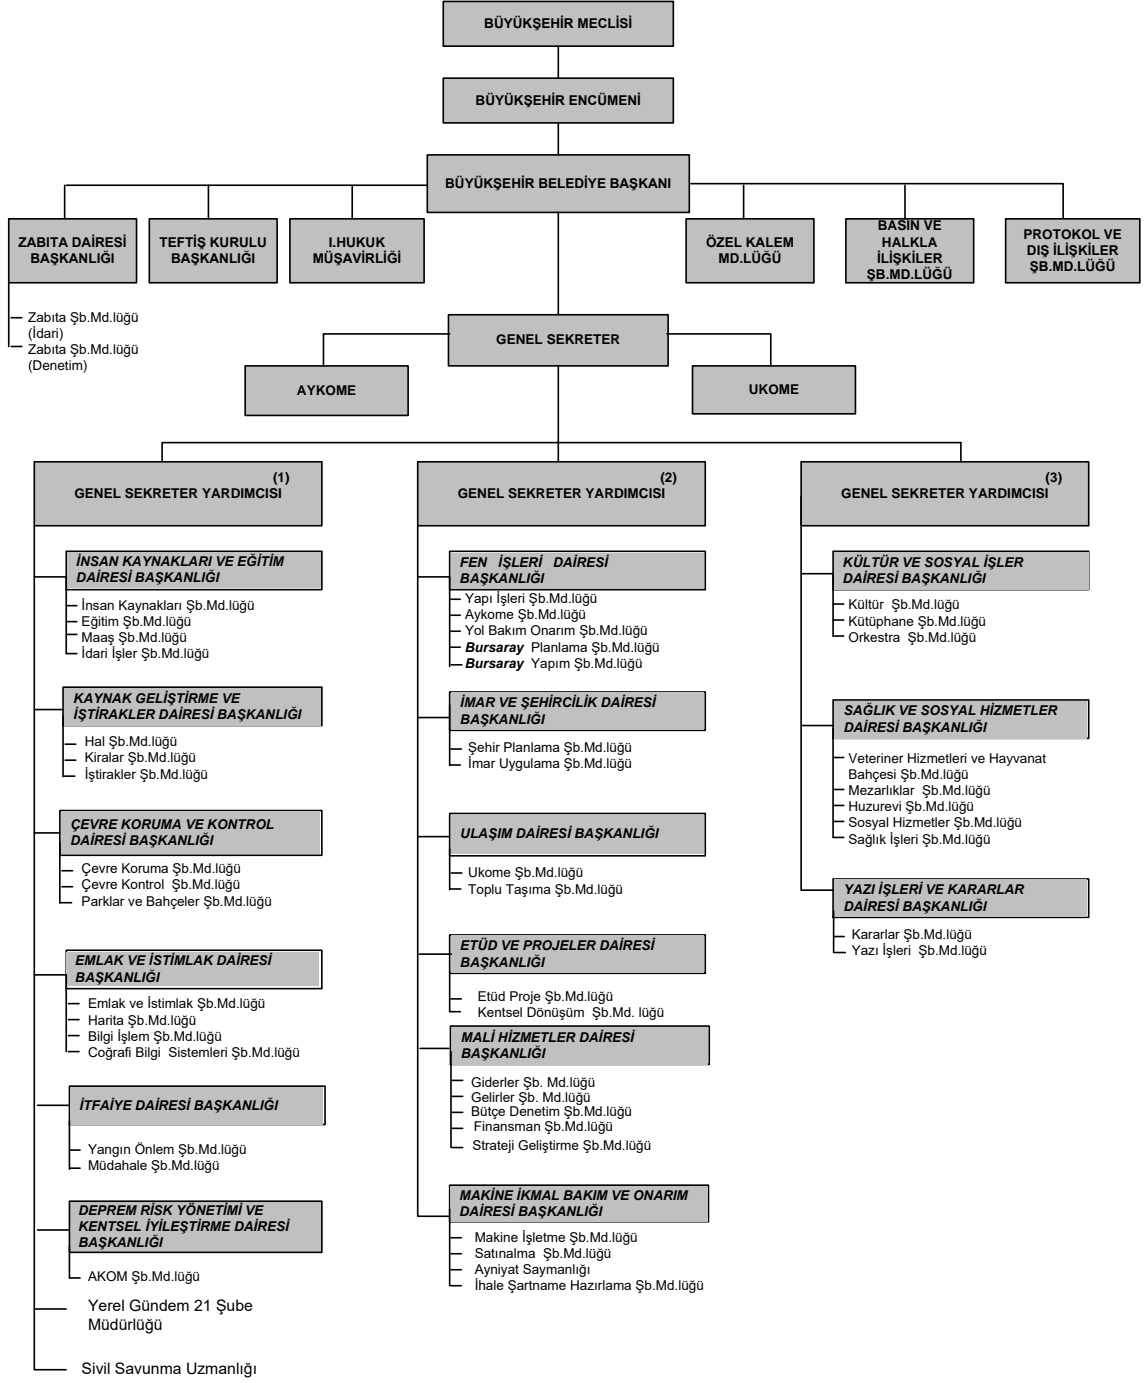 BÜYÜKŞEHİR MECLİSİ
BÜYÜKŞEHİR ENCÜMENİ
BÜYÜKŞEHİR BELEDİYE BAŞKANI
ZABITA DAİRESİ
BAŞKANLIĞI
TEFTİŞ KURULU
BAŞKANLIĞI
I.HUKUK
MÜŞAVİRLİĞİ
ÖZEL KALEM
MD.LÜĞÜ
BASIN VE
HALKLA
İLİŞKİLER
ŞB.MD.LÜĞÜ
PROTOKOL VE
DIŞ İLİŞKİLER
ŞB.MD.LÜĞÜ
Zabıta Şb.Md.lüğü
(İdari)
Zabıta Şb.Md.lüğü
(Denetim)
GENEL SEKRETER
AYKOME
UKOME
(1)
GENEL SEKRETER YARDIMCISI
İNSAN KAYNAKLARI VE EĞİTİM
DAİRESİ BAŞKANLIĞI
İnsan Kaynakları Şb.Md.lüğü
Eğitim Şb.Md.lüğü
Maaş Şb.Md.lüğü
İdari İşler Şb.Md.lüğü
KAYNAK GELİŞTİRME VE
İŞTİRAKLER DAİRESİ BAŞKANLIĞI
Hal Şb.Md.lüğü
Kiralar Şb.Md.lüğü
İştirakler Şb.Md.lüğü
ÇEVRE KORUMA VE KONTROL
DAİRESİ BAŞKANLIĞI
Çevre Koruma Şb.Md.lüğü
Çevre Kontrol Şb.Md.lüğü
Parklar ve Bahçeler Şb.Md.lüğü
EMLAK VE İSTİMLAK DAİRESİ
BAŞKANLIĞI
Emlak ve İstimlak Şb.Md.lüğü
Harita Şb.Md.lüğü
Bilgi İşlem Şb.Md.lüğü
Coğrafi Bilgi Sistemleri Şb.Md.lüğü
İTFAİYE DAİRESİ BAŞKANLIĞI
Yangın Önlem Şb.Md.lüğü
Müdahale Şb.Md.lüğü
DEPREM RİSK YÖNETİMİ VE
KENTSEL İYİLEŞTİRME DAİRESİ
BAŞKANLIĞI
AKOM Şb.Md.lüğü
Yerel Gündem 21 Şube
Müdürlüğü
Sivil Savunma Uzmanlığı
(2)
GENEL SEKRETER YARDIMCISI
FEN İŞLERİ DAİRESİ
BAŞKANLIĞI
Yapı İşleri Şb.Md.lüğü
Aykome Şb.Md.lüğü
Yol Bakım Onarım Şb.Md.lüğü
Bursaray Planlama Şb.Md.lüğü
Bursaray Yapım Şb.Md.lüğü
İMAR VE ŞEHİRCİLİK DAİRESİ
BAŞKANLIĞI
Şehir Planlama Şb.Md.lüğü
İmar Uygulama Şb.Md.lüğü
ULAŞIM DAİRESİ BAŞKANLIĞI
Ukome Şb.Md.lüğü
Toplu Taşıma Şb.Md.lüğü
ETÜD VE PROJELER DAİRESİ
BAŞKANLIĞI
Etüd Proje Şb.Md.lüğü
Kentsel Dönüşüm Şb.Md. lüğü
MALİ HİZMETLER DAİRESİ
BAŞKANLIĞI
Giderler Şb. Md.lüğü
Gelirler Şb. Md.lüğü
Bütçe Denetim Şb.Md.lüğü
Finansman Şb.Md.lüğü
Strateji Geliştirme Şb.Md.lüğü
MAKİNE İKMAL BAKIM VE ONARIM
DAİRESİ BAŞKANLIĞI
Makine İşletme Şb.Md.lüğü
Satınalma Şb.Md.lüğü
Ayniyat Saymanlığı
İhale Şartname Hazırlama Şb.Md.lüğü
(3)
GENEL SEKRETER YARDIMCISI
KÜLTÜR VE SOSYAL İŞLER
DAİRESİ BAŞKANLIĞI
Kültür Şb.Md.lüğü
Kütüphane Şb.Md.lüğü
Orkestra Şb.Md.lüğü
SAĞLIK VE SOSYAL HİZMETLER
DAİRESİ BAŞKANLIĞI
Veteriner Hizmetleri ve Hayvanat
Bahçesi Şb.Md.lüğü
Mezarlıklar Şb.Md.lüğü
Huzurevi Şb.Md.lüğü
Sosyal Hizmetler Şb.Md.lüğü
Sağlık İşleri Şb.Md.lüğü
YAZI İŞLERİ VE KARARLAR
DAİRESİ BAŞKANLIĞI
Kararlar Şb.Md.lüğü
Yazı İşleri Şb.Md.lüğü